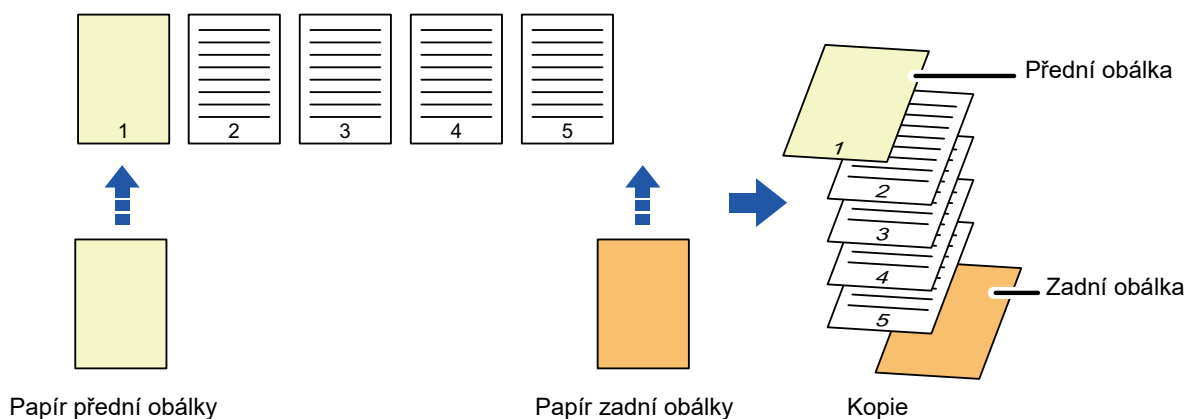 1 2 3 4 5
Přední obálka
1
2
3
4
5
Zadní obálka
Papír přední obálky Papír zadní obálky Kopie